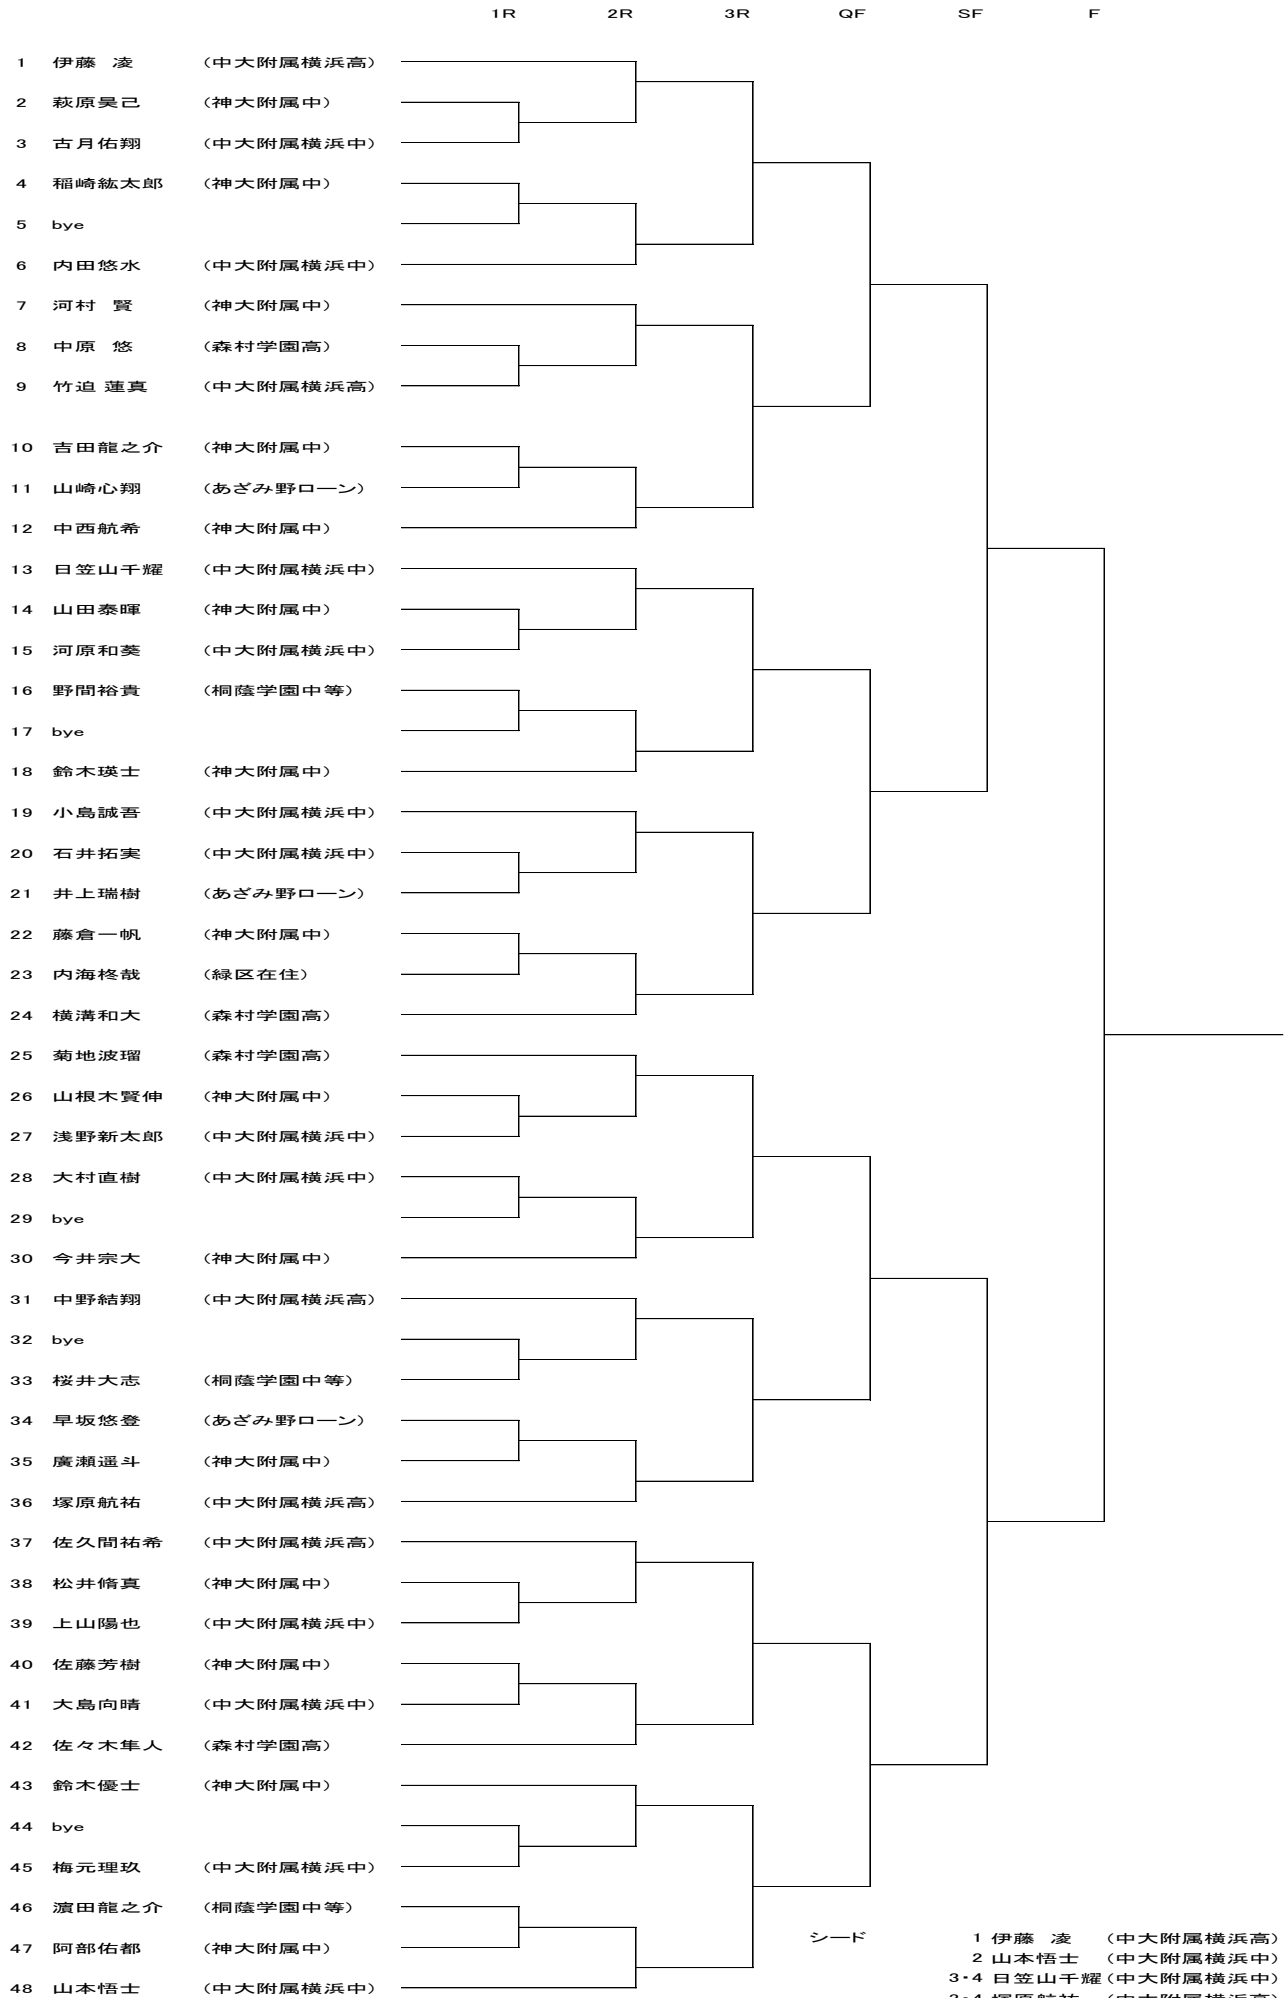 1R 2R 3R QF SF F
1 伊藤 凌 (中大附属横浜高)
2 萩原昊己 (神大附属中)
3 古月佑翔 (中大附属横浜中)
4 稲崎紘太郎 (神大附属中)
5 bye
6 内田悠水 (中大附属横浜中)
7 河村 賢 (神大附属中)
8 中原 悠 (森村学園高)
9 竹迫 蓮真 (中大附属横浜高)
10 吉田龍之介 (神大附属中)
11 山崎心翔 (あざみ野ローン)
12 中西航希 (神大附属中)
13 日笠山千耀 (中大附属横浜中)
14 山田泰暉 (神大附属中)
15 河原和葵 (中大附属横浜中)
16 野間裕貴 (桐蔭学園中等)
17 bye
18 鈴木瑛士 (神大附属中)
19 小島誠吾 (中大附属横浜中)
20 石井拓実 (中大附属横浜中)
21 井上瑞樹 (あざみ野ローン)
22 藤倉一帆 (神大附属中)
23 内海柊哉 (緑区在住)
24 横溝和大 (森村学園高)
25 菊地波瑠 (森村学園高)
26 山根木賢伸 (神大附属中)
27 浅野新太郎 (中大附属横浜中)
28 大村直樹 (中大附属横浜中)
29 bye
30 今井宗大 (神大附属中)
31 中野結翔 (中大附属横浜高)
32 bye
33 桜井大志 (桐蔭学園中等)
34 早坂悠登 (あざみ野ローン)
35 廣瀬遥斗 (神大附属中)
36 塚原航祐 (中大附属横浜高)
37 佐久間祐希 (中大附属横浜高)
38 松井脩真 (神大附属中)
39 上山陽也 (中大附属横浜中)
40 佐藤芳樹 (神大附属中)
41 大島向晴 (中大附属横浜中)
42 佐々木隼人 (森村学園高)
43 鈴木優士 (神大附属中)
44 bye
45 梅元理玖 (中大附属横浜中)
46 濵田龍之介 (桐蔭学園中等)
47 阿部佑都 (神大附属中)
48 山本悟士 (中大附属横浜中)
シード 1 伊藤 凌 (中大附属横浜高)
2 山本悟士 (中大附属横浜中)
3・4 日笠山千耀 (中大附属横浜中)
3・4 塚原航祐 (中大附属横浜高)